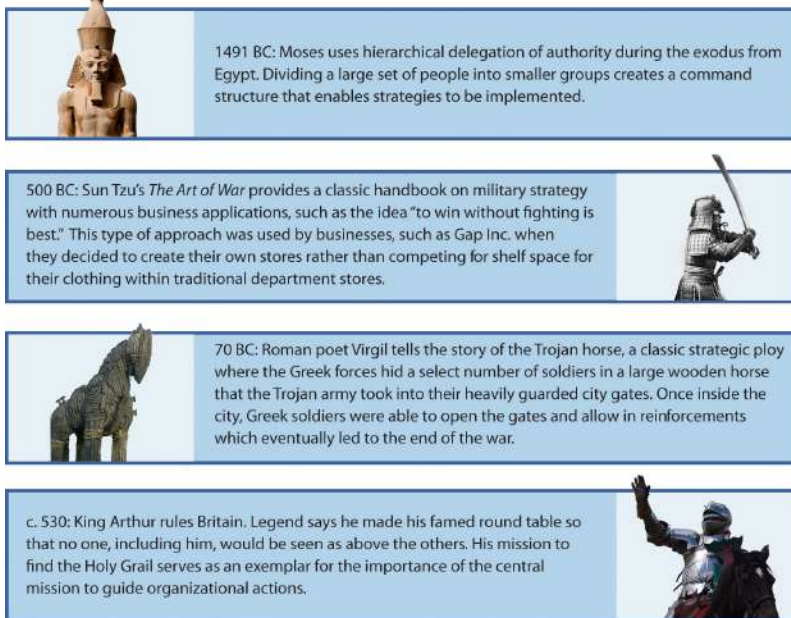 1491 BC: Moses uses hierarchical delegation of authority during the exodus from
Egypt. Dividing a large set of people into smaller groups creates a command
structure that enables strategies to be implemented.
500 BC: Sun Tzu's The Art of War provides a classic handbook on military strategy
with numerous business applications, such as the idea "to win without fighting is
best." This type of approach was used by businesses, such as Gap Inc. when
they decided to create their own stores rather than competing for shelf space for
their clothing within traditional department stores.
70 BC: Roman poet Virgil tells the story of the Trojan horse, a classic strategic ploy
where the Greek forces hid a select number of soldiers in a large wooden horse
that the Trojan army took into their heavily guarded city gates. Once inside the
city, Greek soldiers were able to open the gates and allow in reinforcements
which eventually led to the end of the war.
c. 530: King Arthur rules Britain. Legend says he made his famed round table so
that no one, including him, would be seen as above the others. His mission to
find the Holy Grail serves as an exemplar for the importance of the central
mission to guide organizational actions.